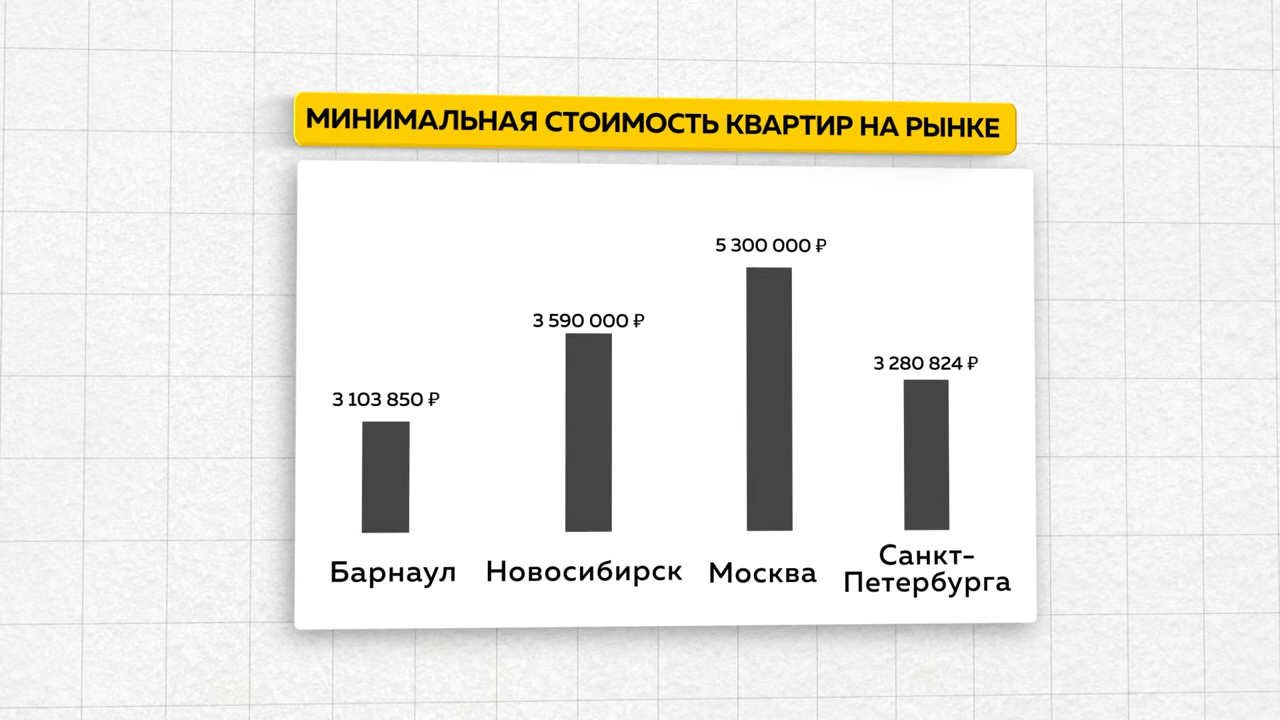 МИНИМАЛЬНАЯ СТОИМОСТЬ КВАРТИР НА РЫНКЕ
5 300 000 ₽
3 590 000 ₽
3 280 824 ₽
3 103 850 ₽
Барнаул
Новосибирск
Москва
Санкт-
Петербурга